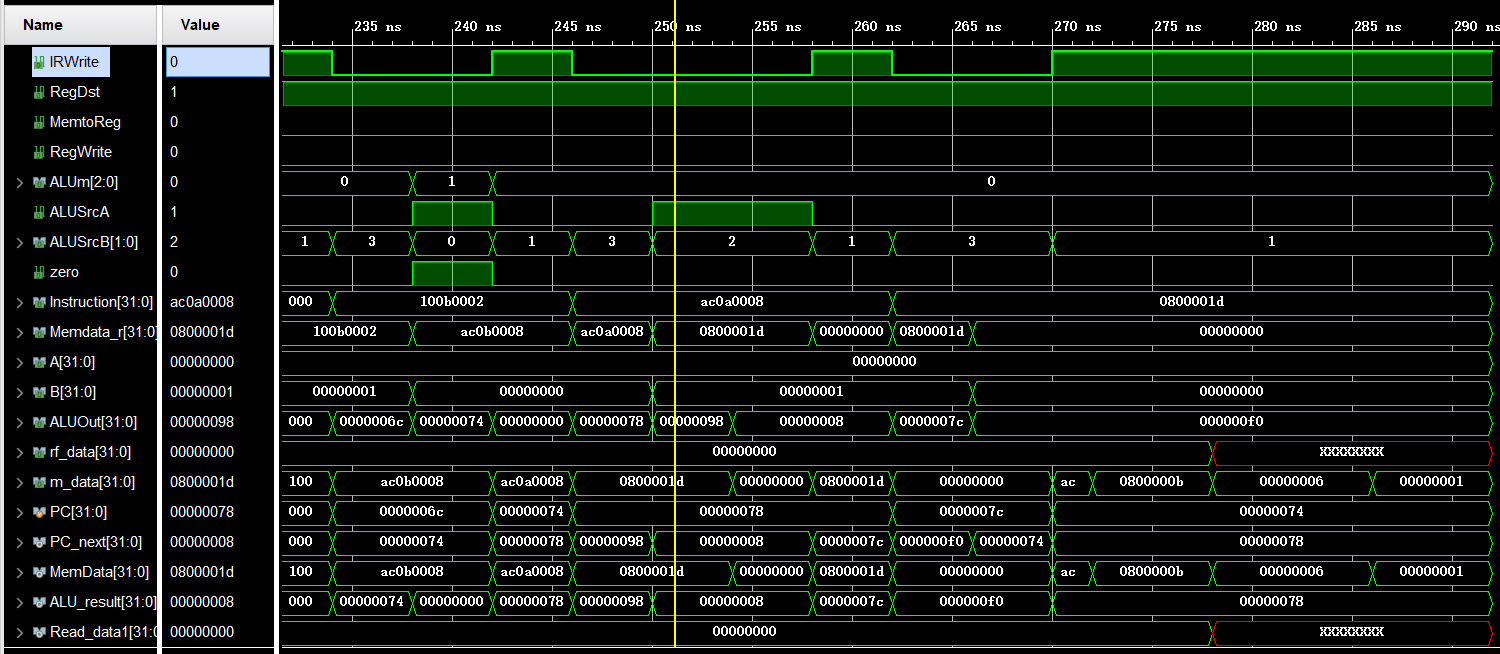 Name Value 235 ns 240 ns 245 ns 250 ns 255 ns 260 ns 265 ns 270 ns 275 ns 280 ns 285 ns 290 ns
IRWrite 0
RegDst 1
MemtoReg 0
RegWrite 0
ALUm[2:0] 0 0 1 0
ALUSrcA 1
ALUSrcB[1:0] 2 1 3 0 1 3 2 1 3 1
zero 0
Instruction[31:0] ac0a0008 000 100b0002 ac0a0008 0800001d
Memdata_r[31:0] 0800001d 100b0002 ac0b0008 ac0a0008 0800001d 00000000 0800001d 00000000
A[31:0] 00000000 00000000
B[31:0] 00000001 00000001 00000000 00000001 00000000
ALUOut[31:0] 00000098 000 0000006c 00000074 00000000 00000078 00000098 00000008 0000007c 000000f0
rf_data[31:0] 00000000 00000000 XXXXXXXX
m_data[31:0] 0800001d 100 ac0b0008 ac0a0008 0800001d 00000000 0800001d 00000000 ac 0800000b 00000006 00000001
PC[31:0] 00000078 000 0000006c 00000074 00000078 0000007c 00000074
PC_next[31:0] 00000008 000 00000074 00000078 00000098 00000008 0000007c 000000f0 00000074 00000078
MemData[31:0] 0800001d 100 ac0b0008 ac0a0008 0800001d 00000000 0800001d 00000000 ac 0800000b 00000006 00000001
ALU_result[31:0] 00000008 000 00000074 00000000 00000078 00000098 00000008 0000007c 000000f0 00000078
Read_data1[31:0 00000000 00000000 XXXXXXXX